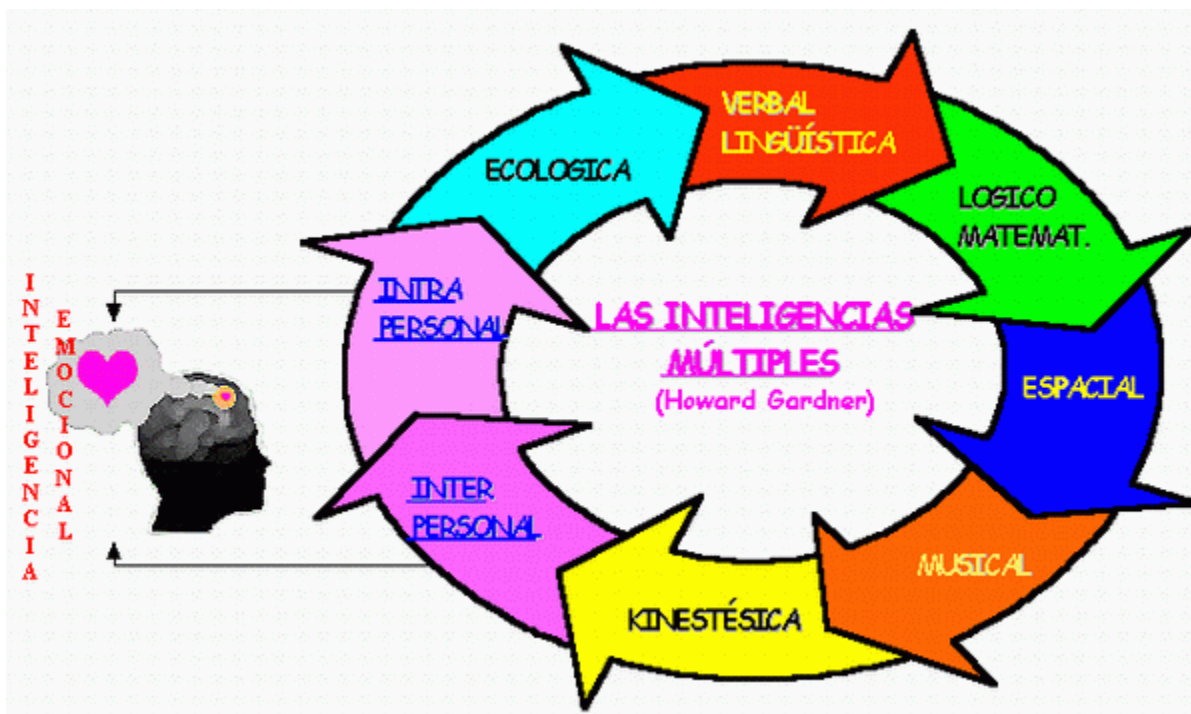 VERBAL
LINGÜÍSTICA
LOGICO
MATEMAT.
ESPACIAL
MUSICAL
KINESTÉSICA
INTER
PERSONAL
INTRA
PERSONAL
ECOLOGICA
LAS INTELIGENCIAS
MÚLTIPLES
(Howard Gardner)
INTELIGENCIA
EMOCIONAL